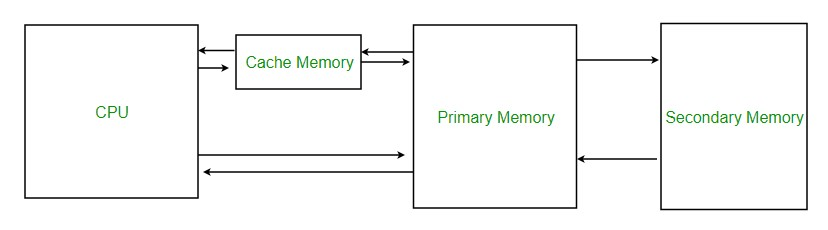 CPU
Cache Memory
Primary Memory
Secondary Memory